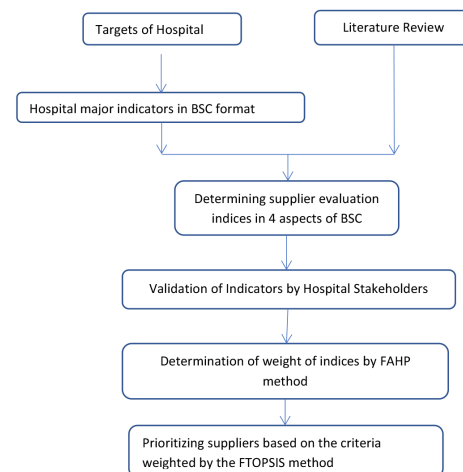 Targets of Hospital
Literature Review
Hospital major indicators in BSC format
Determining supplier evaluation
indices in 4 aspects of BSC
Validation of Indicators by Hospital Stakeholders
Determination of weight of indices by FAHP
method
Prioritizing suppliers based on the criteria
weighted by the FTOPSIS method